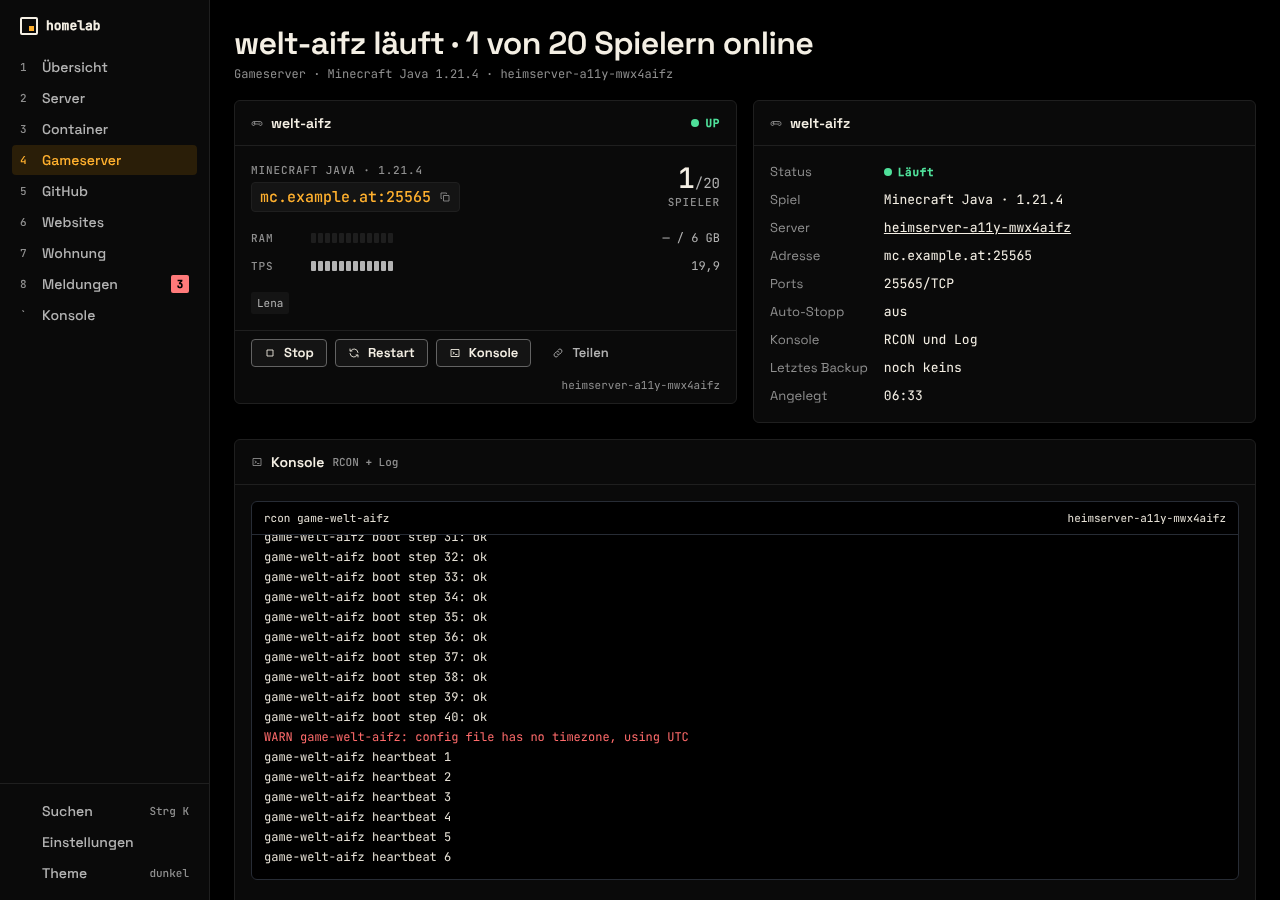 homelab
1 Übersicht
2 Server
3 Container
4 Gameserver
5 GitHub
6 Websites
7 Wohnung
8 Meldungen 3
` Konsole
Suchen Strg K
Einstellungen
Theme dunkel
welt-aifz läuft · 1 von 20 Spielern online
Gameserver · Minecraft Java 1.21.4 · heimserver-a11y-mwx4aifz
welt-aifz UP
MINECRAFT JAVA · 1.21.4
mc.example.at:25565
1/20
SPIELER
RAM — / 6 GB
TPS 19,9
Lena
Stop Restart Konsole Teilen
heimserver-a11y-mwx4aifz
welt-aifz
Status Läuft
Spiel Minecraft Java · 1.21.4
Server heimserver-a11y-mwx4aifz
Adresse mc.example.at:25565
Ports 25565/TCP
Auto-Stopp aus
Konsole RCON und Log
Letztes Backup noch keins
Angelegt 06:33
Konsole RCON + Log
rcon game-welt-aifz heimserver-a11y-mwx4aifz
game-welt-aifz boot step 31: ok
game-welt-aifz boot step 32: ok
game-welt-aifz boot step 33: ok
game-welt-aifz boot step 34: ok
game-welt-aifz boot step 35: ok
game-welt-aifz boot step 36: ok
game-welt-aifz boot step 37: ok
game-welt-aifz boot step 38: ok
game-welt-aifz boot step 39: ok
game-welt-aifz boot step 40: ok
WARN game-welt-aifz: config file has no timezone, using UTC
game-welt-aifz heartbeat 1
game-welt-aifz heartbeat 2
game-welt-aifz heartbeat 3
game-welt-aifz heartbeat 4
game-welt-aifz heartbeat 5
game-welt-aifz heartbeat 6